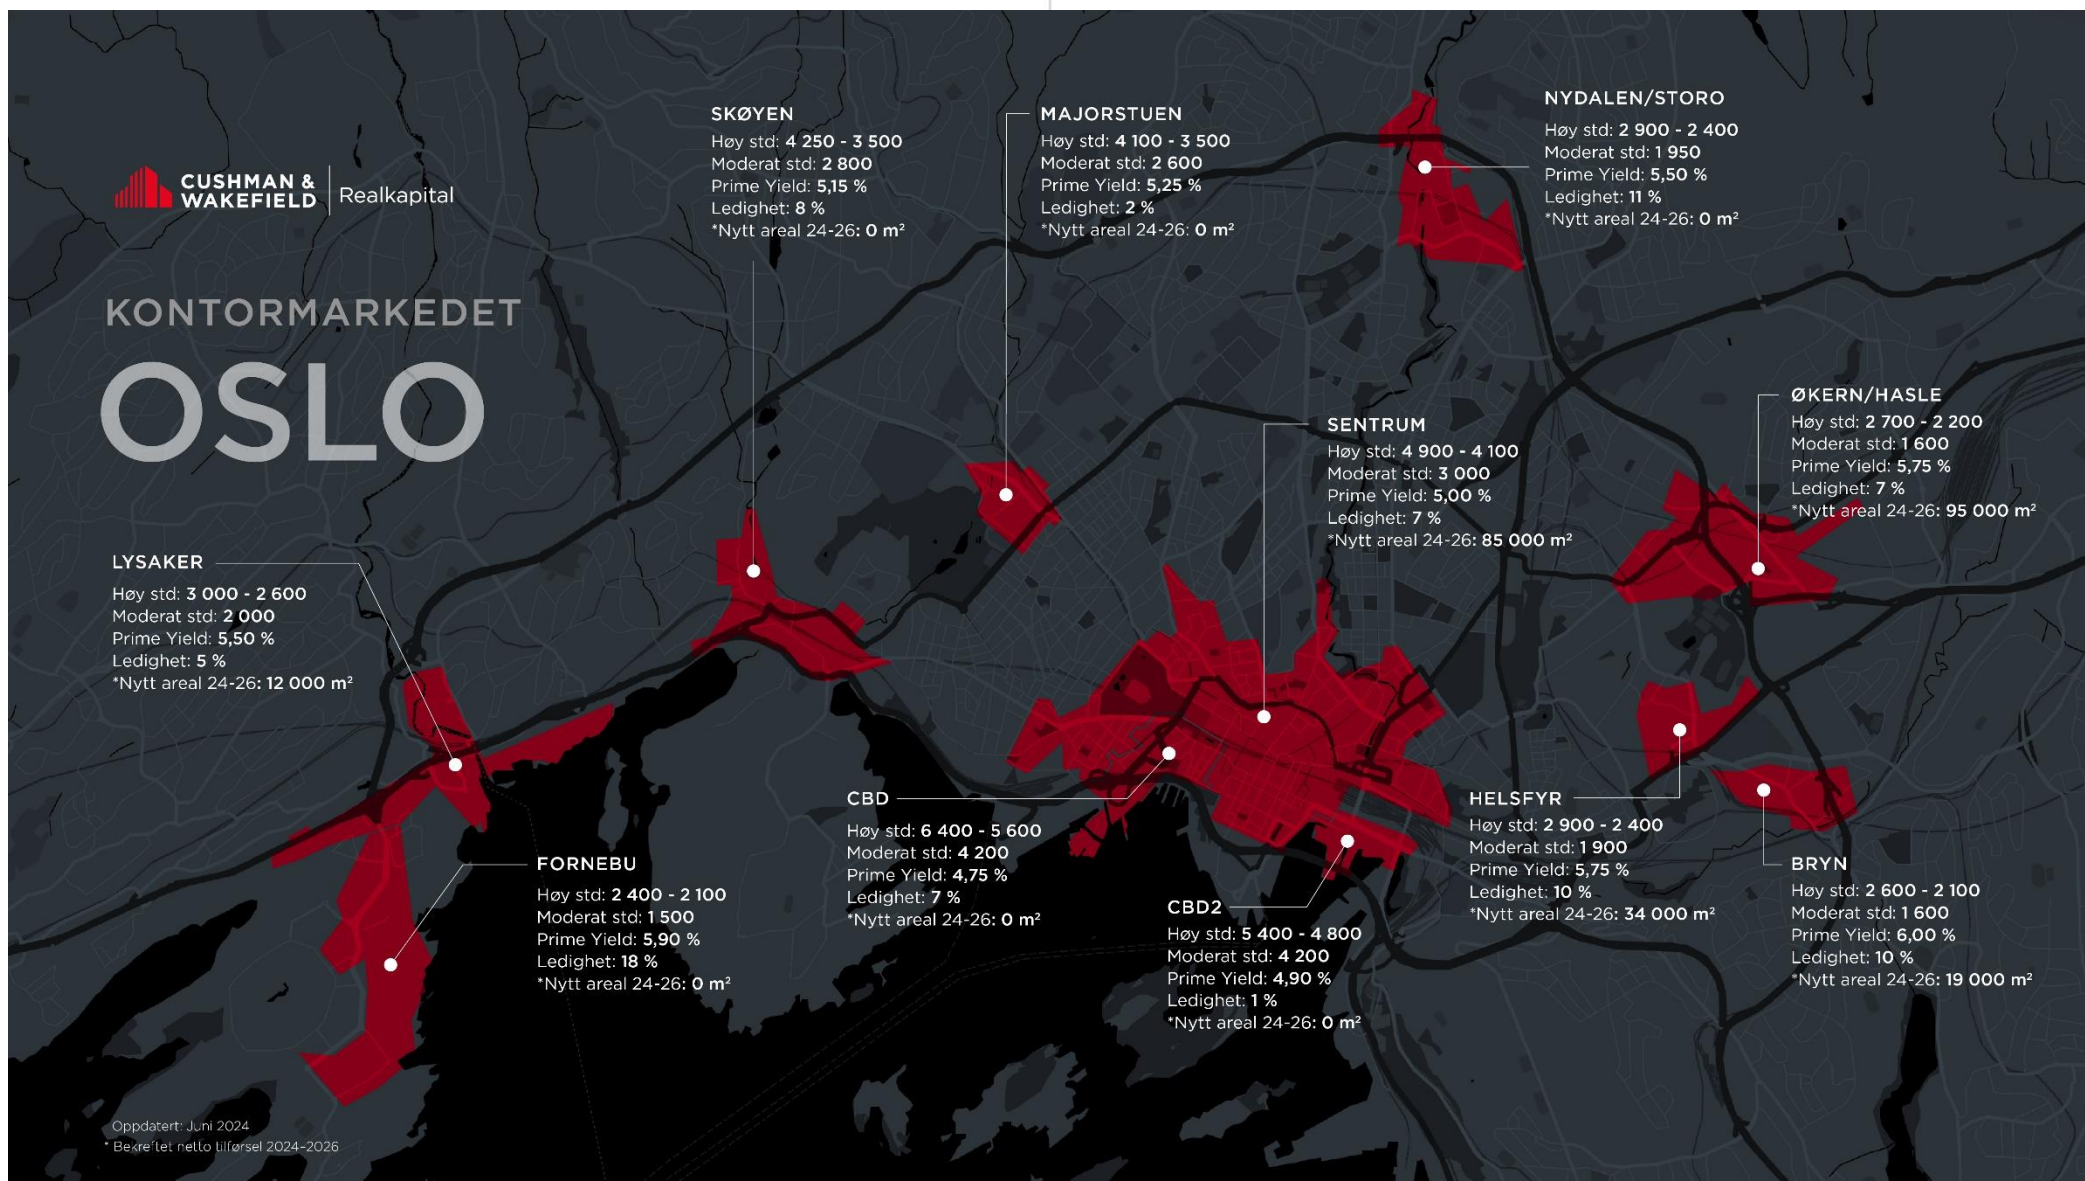 CUSHMAN &
WAKEFIELD
Realkapital
KONTORMARKEDET
OSLO
SKØYEN
Høy std: 4 250 - 3 500
Moderat std: 2 800
Prime Yield: 5,15 %
Ledighet: 8 %
*Nytt areal 24-26: 0 m²
MAJORSTUEN
Høy std: 4 100 - 3 500
Moderat std: 2 600
Prime Yield: 5,25 %
Ledighet: 2 %
*Nytt areal 24-26: 0 m²
NYDALEN/STORO
Høy std: 2 900 - 2 400
Moderat std: 1 950
Prime Yield: 5,50 %
Ledighet: 11 %
*Nytt areal 24-26: 0 m²
ØKERN/HASLE
Høy std: 2 700 - 2 200
Moderat std: 1 600
Prime Yield: 5,75 %
Ledighet: 7 %
*Nytt areal 24-26: 95 000 m²
SENTRUM
Høy std: 4 900 - 4 100
Moderat std: 3 000
Prime Yield: 5,00 %
Ledighet: 7 %
*Nytt areal 24-26: 85 000 m²
LYSAKER
Høy std: 3 000 - 2 600
Moderat std: 2 000
Prime Yield: 5,50 %
Ledighet: 5 %
*Nytt areal 24-26: 12 000 m²
FORNEBU
Høy std: 2 400 - 2 100
Moderat std: 1 500
Prime Yield: 5,90 %
Ledighet: 18 %
*Nytt areal 24-26: 0 m²
CBD
Høy std: 6 400 - 5 600
Moderat std: 4 200
Prime Yield: 4,75 %
Ledighet: 7 %
*Nytt areal 24-26: 0 m²
CBD2
Høy std: 5 400 - 4 800
Moderat std: 4 200
Prime Yield: 4,90 %
Ledighet: 1 %
*Nytt areal 24-26: 0 m²
HELSFYR
Høy std: 2 900 - 2 400
Moderat std: 1 900
Prime Yield: 5,75 %
Ledighet: 10 %
*Nytt areal 24-26: 34 000 m²
BRYN
Høy std: 2 600 - 2 100
Moderat std: 1 600
Prime Yield: 6,00 %
Ledighet: 10 %
*Nytt areal 24-26: 19 000 m²
Oppdatert: Juni 2024
* Bekreftet netto tilførsel 2024-2026